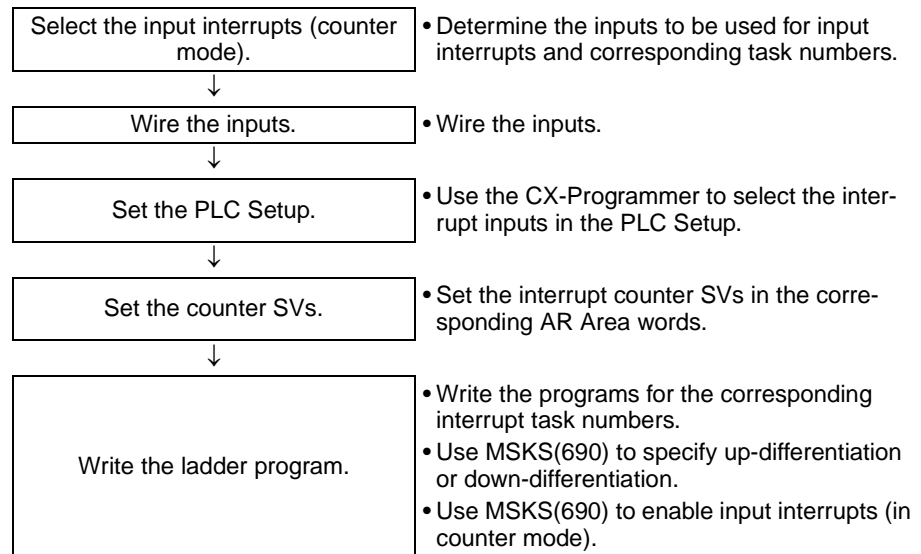 Select the input interrupts (counter
mode).
• Determine the inputs to be used for input
interrupts and corresponding task numbers.
↓
Wire the inputs.
• Wire the inputs.
↓
Set the PLC Setup.
• Use the CX-Programmer to select the inter-
rupt inputs in the PLC Setup.
↓
Set the counter SVs.
• Set the interrupt counter SVs in the corre-
sponding AR Area words.
↓
Write the ladder program.
• Write the programs for the corresponding
interrupt task numbers.
• Use MSKS(690) to specify up-differentiation
or down-differentiation.
• Use MSKS(690) to enable input interrupts (in
counter mode).